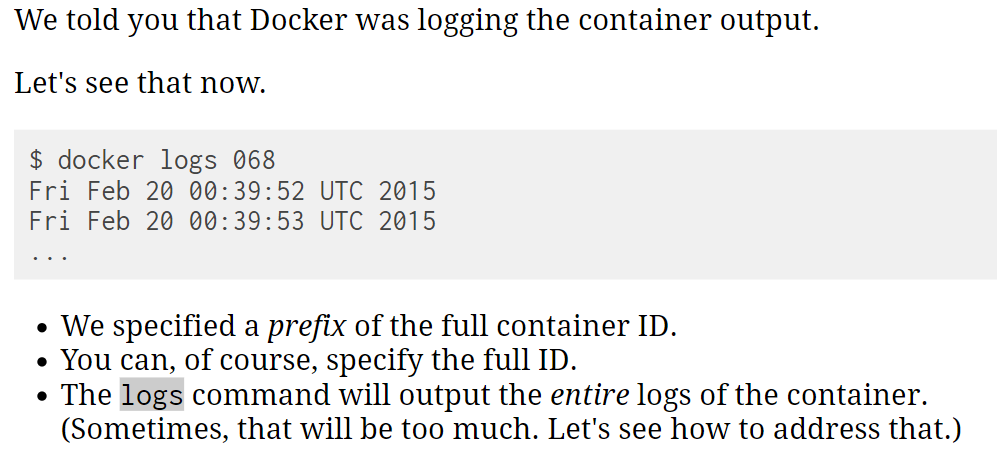 We told you that Docker was logging the container output.
Let's see that now.
$ docker logs 068
Fri Feb 20 00:39:52 UTC 2015
Fri Feb 20 00:39:53 UTC 2015
...
• We specified a prefix of the full container ID.
• You can, of course, specify the full ID.
• The logs command will output the entire logs of the container.
(Sometimes, that will be too much. Let's see how to address that.)